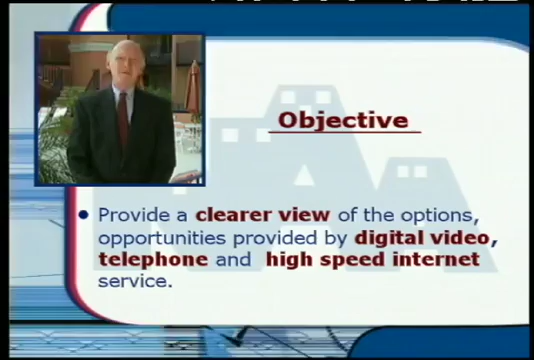 Objective
• Provide a clearer view of the options,
opportunities provided by digital video,
telephone and high speed internet
service.